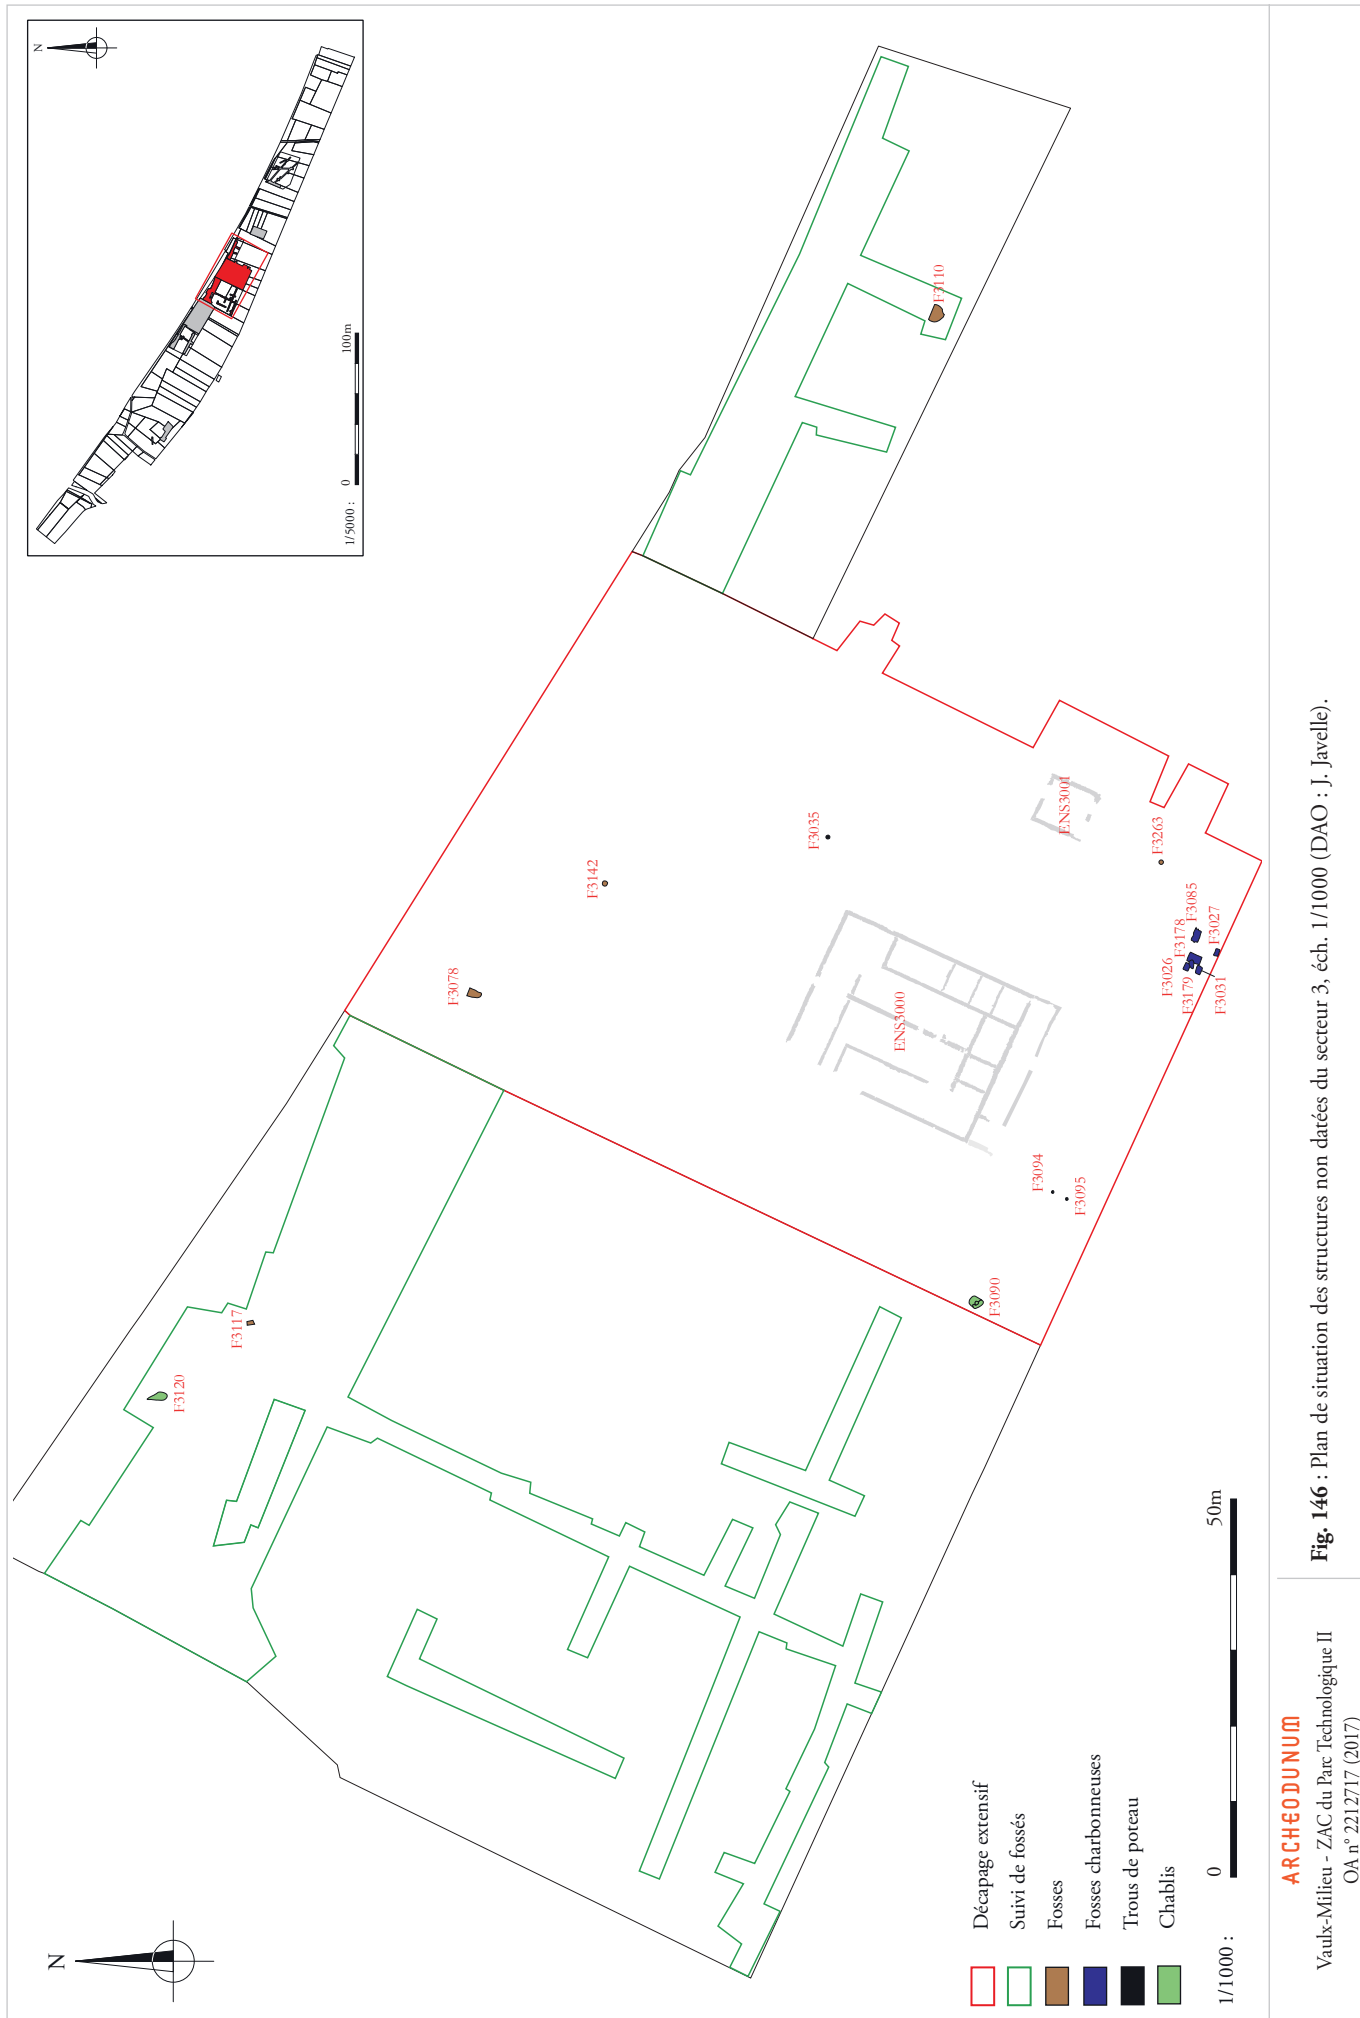 N
1/5000 :
0
100m
F3120
F3117
F3078
F3142
F3035
F3110
ENS3000
ENS3001
F3090
F3094
F3095
F3263
F3026
F3178
F3085
F3179
F3027
F3031
N
Décapage extensif
Suivi de fossés
Fosses
Fosses charbonneuses
Trous de poteau
Chablis
1/1000 :
0
50m
ARCHEODUNUM
Vaulx-Milieu - ZAC du Parc Technologique II
OA n° 2212717 (2017)
Fig. 146 : Plan de situation des structures non datées du secteur 3, éch. 1/1000 (DAO : J. Javelle).